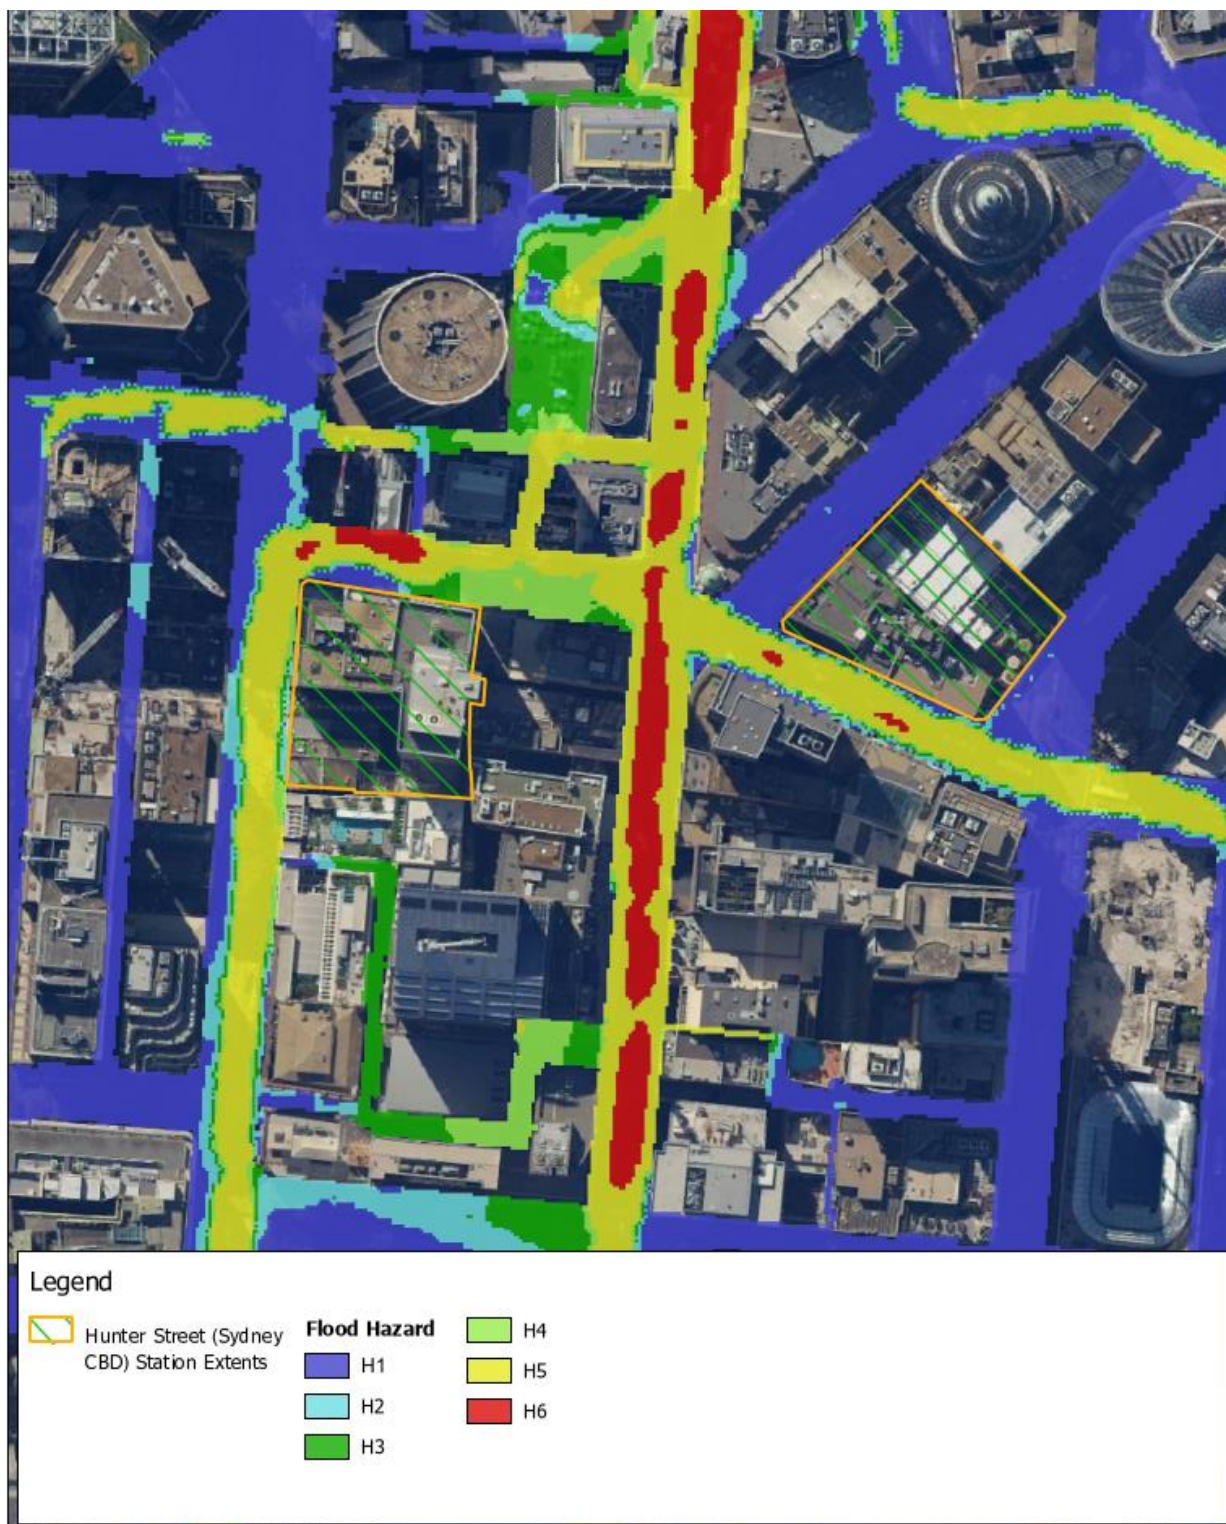 Legend
Hunter Street (Sydney
CBD) Station Extents
Flood Hazard
H1
H2
H3
H4
H5
H6